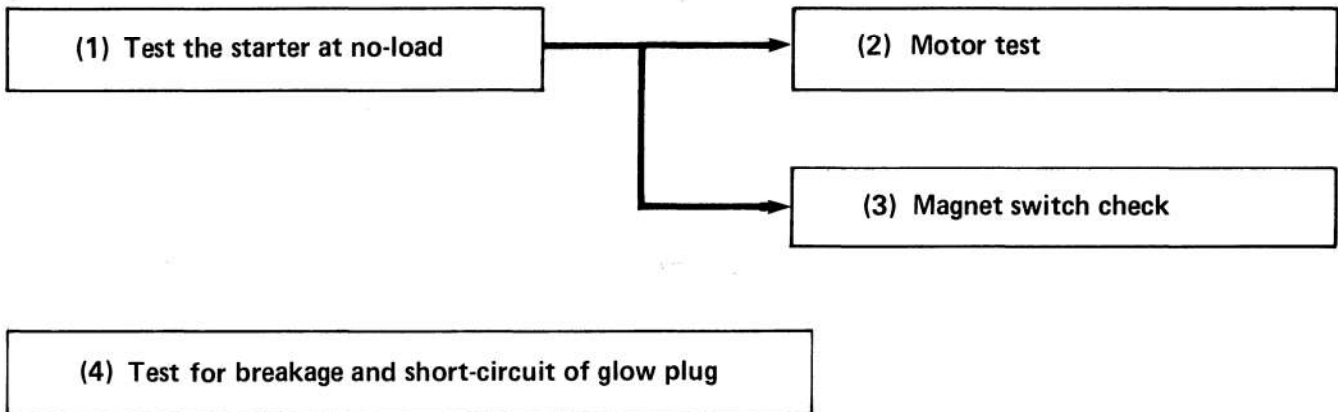 (1) Test the starter at no-load
(2) Motor test
(3) Magnet switch check
(4) Test for breakage and short-circuit of glow plug